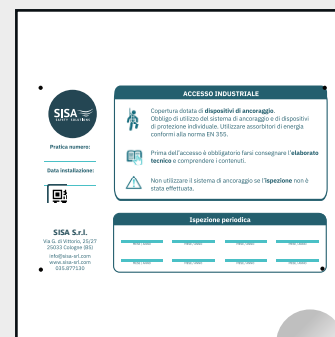 SISA
SAFETY SOLUTIONS
Pratica numero:
Data installazione:
SISA S.r.l.
Via G. di Vittorio, 25/27
25033 Cologne (BS)
info@sisa-srl.com
www.sisa-srl.com
035.877130
ACCESSO INDUSTRIALE
Copertura dotata di dispositivi di ancoraggio.
Obbligo di utilizzo del sistema di ancoraggio e di dispositivi
di protezione individuale. Utilizzare assorbitori di energia
conformi alla norma EN 355.
Prima dell'accesso è obbligatorio farsi consegnare l'elaborato
tecnico e comprendere i contenuti.
Non utilizzare il sistema di ancoraggio se l'ispezione non è
stata effettuata.
Ispezione periodica